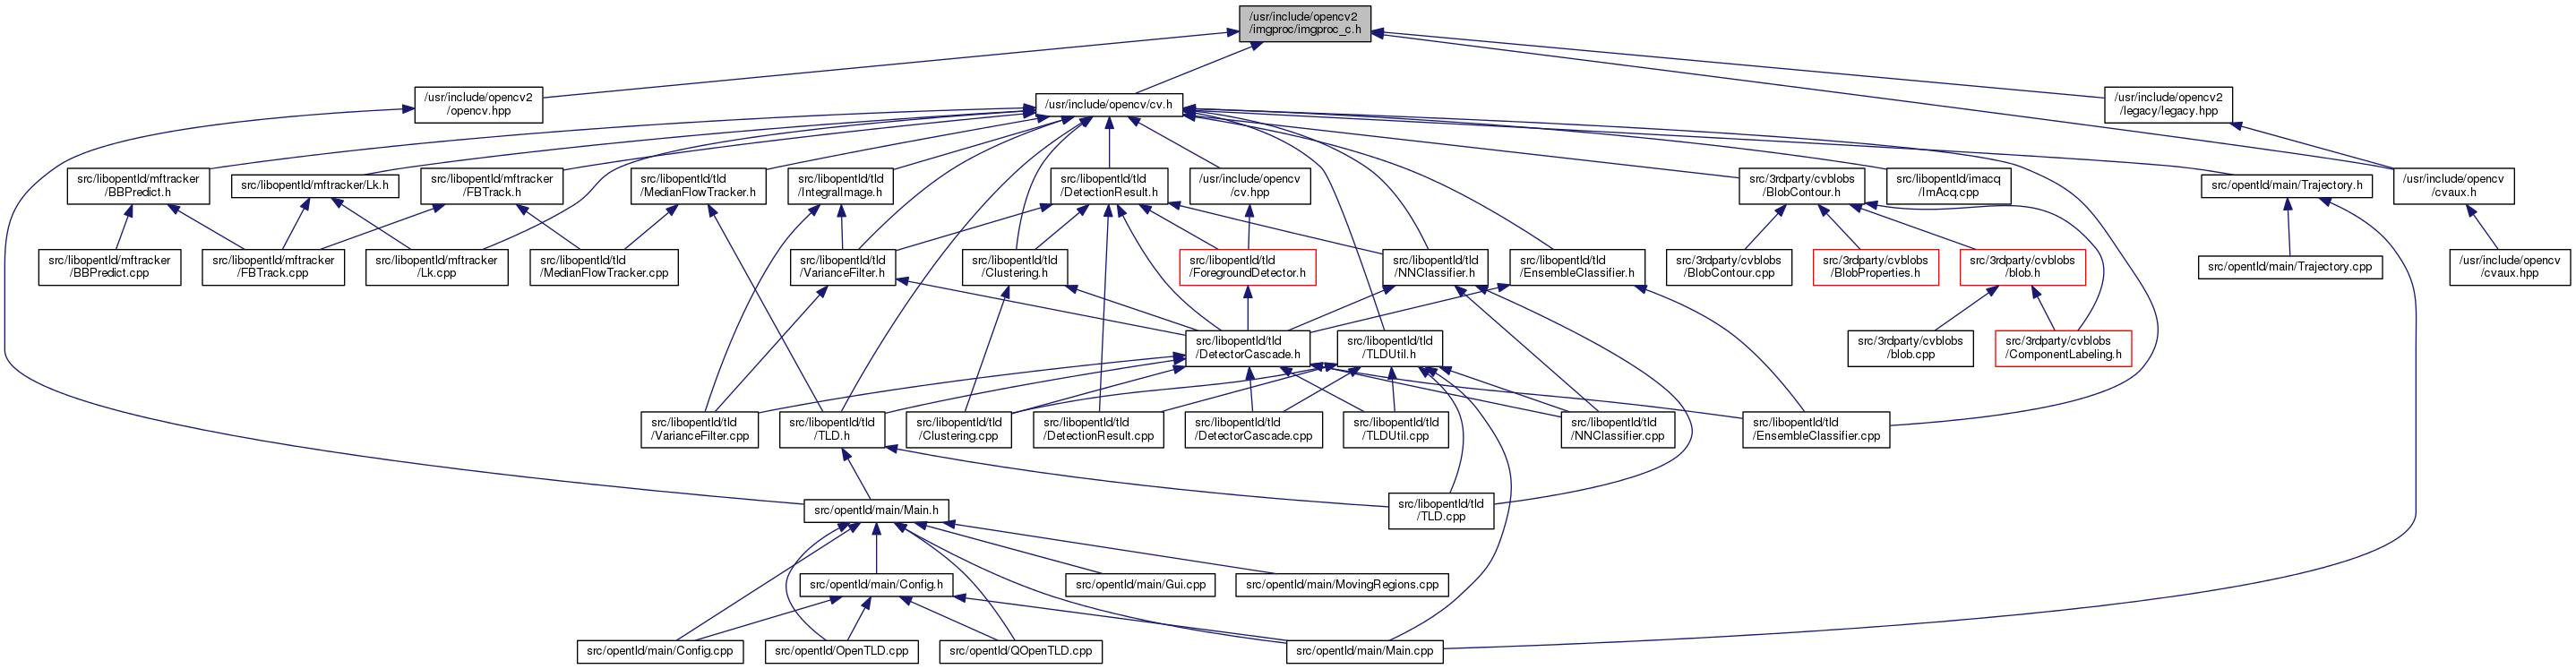 /usr/include/opencv2
/imgproc/imgproc_c.h
/usr/include/opencv2
/opencv.hpp
/usr/include/opencv/cv.h
/usr/include/opencv2
/legacy/legacy.hpp
src/libopentld/mftracker
/BBPredict.h
src/libopentld/mftracker/Lk.h
src/libopentld/mftracker
/FBTrack.h
src/libopentld/tld
/MedianFlowTracker.h
src/libopentld/tld
/IntegralImage.h
src/libopentld/tld
/DetectionResult.h
/usr/include/opencv
/cv.hpp
src/3rdparty/cvblobs
/BlobContour.h
src/libopentld/imacq
/ImAcq.cpp
src/opentld/main/Trajectory.h
/usr/include/opencv
/cvaux.h
src/libopentld/mftracker
/BBPredict.cpp
src/libopentld/mftracker
/FBTrack.cpp
src/libopentld/mftracker
/Lk.cpp
src/libopentld/tld
/MedianFlowTracker.cpp
src/libopentld/tld
/VarianceFilter.h
src/libopentld/tld
/Clustering.h
src/libopentld/tld
/ForegroundDetector.h
src/libopentld/tld
/NNClassifier.h
src/libopentld/tld
/EnsembleClassifier.h
src/3rdparty/cvblobs
/BlobContour.cpp
src/3rdparty/cvblobs
/BlobProperties.h
src/3rdparty/cvblobs
/blob.h
src/opentld/main/Trajectory.cpp
/usr/include/opencv
/cvaux.hpp
src/libopentld/tld
/DetectorCascade.h
src/libopentld/tld
/TLDUtil.h
src/3rdparty/cvblobs
/blob.cpp
src/3rdparty/cvblobs
/ComponentLabeling.h
src/libopentld/tld
/VarianceFilter.cpp
src/libopentld/tld
/TLD.h
src/libopentld/tld
/Clustering.cpp
src/libopentld/tld
/DetectionResult.cpp
src/libopentld/tld
/DetectorCascade.cpp
src/libopentld/tld
/TLDUtil.cpp
src/libopentld/tld
/NNClassifier.cpp
src/libopentld/tld
/EnsembleClassifier.cpp
src/opentld/main/Main.h
src/libopentld/tld
/TLD.cpp
src/opentld/main/Config.h
src/opentld/main/Gui.cpp
src/opentld/main/MovingRegions.cpp
src/opentld/main/Config.cpp
src/opentld/OpenTLD.cpp
src/opentld/QOpenTLD.cpp
src/opentld/main/Main.cpp